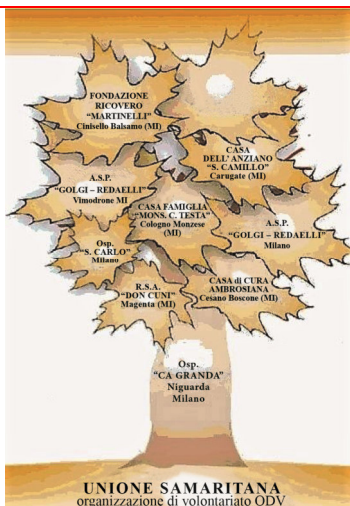 FONDAZIONE
RICOVERO
"MARTINELLI"
Cinisello Balsamo (MI)
CASA
DELL'ANZIANO
"S. CAMILLO"
Carugate (MI)
A.S.P.
"GOLGI – REDAELLI"
Vimodrone MI
CASA FAMIGLIA
"MONS. C. TESTA"
Cologno Monzese
(MI)
A.S.P.
"GOLGI – REDAELLI"
Milano
Osp.
"S. CARLO"
Milano
R.S.A.
"DON CUNI"
Magenta (MI)
CASA di CURA
AMBROSIANA
Cesano Boscone (MI)
Osp.
"CA GRANDA"
Niguarda
Milano
UNIONE SAMARITANA
organizzazione di volontariato ODV